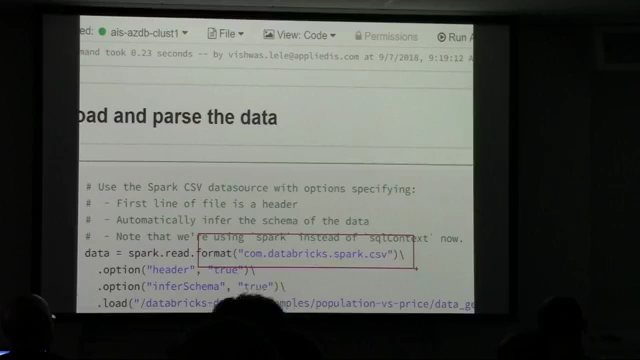 ed: ais-azdb-clust1 File View: Code Permissions Run A
mand took 0.23 seconds -- by vishwas.lele@appliedis.com at 9/7/2018, 9:19:12 A
oad and parse the data
# Use the Spark CSV datasource with options specifying:
# - First line of file is a header
# - Automatically infer the schema of the data
# - Note that we're using `spark` instead of `sqlContext` now.
data = spark.read.format("com.databricks.spark.csv")\
.option("header", "true")\
.option("inferSchema", "true")\
.load("/databricks-d amples/population-vs-price/data_ge